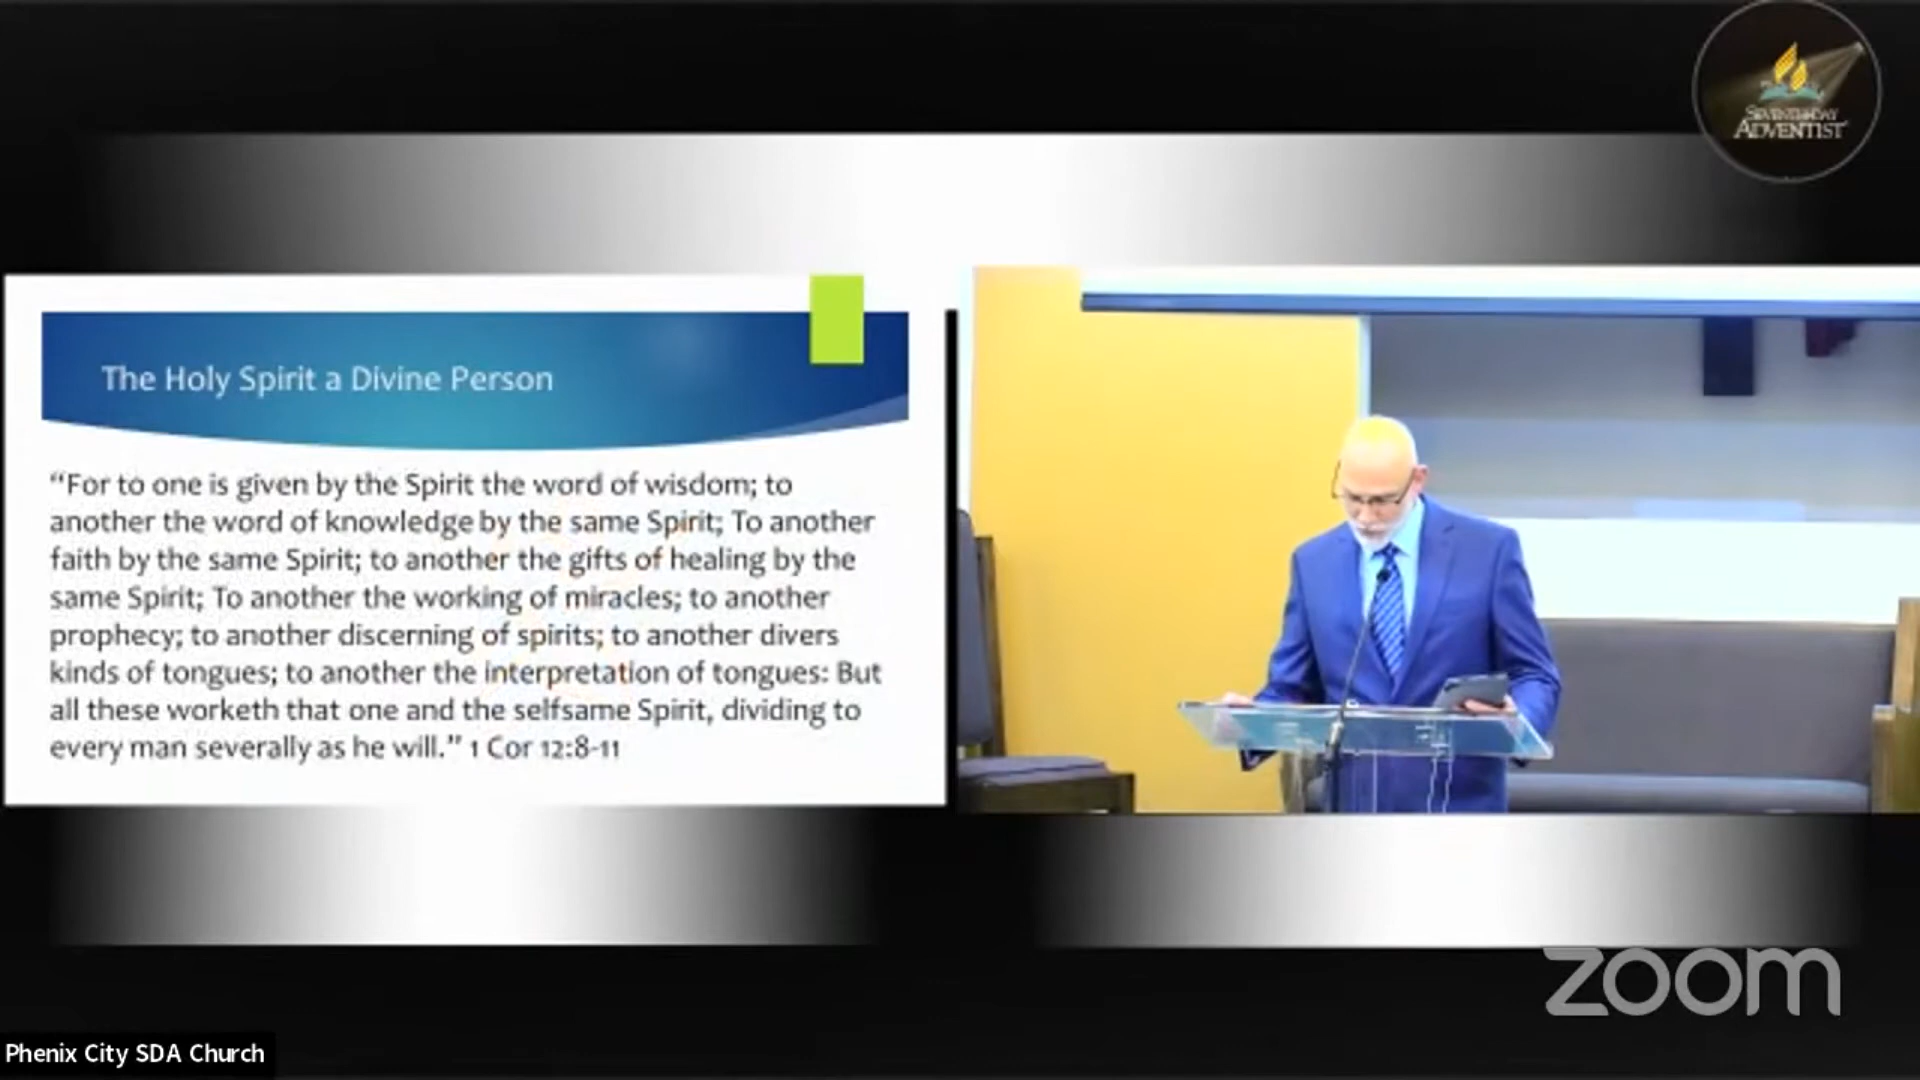 SEVENTH-DAY
ADVENTIST
The Holy Spirit a Divine Person
“For to one is given by the Spirit the word of wisdom; to
another the word of knowledge by the same Spirit; To another
faith by the same Spirit; to another the gifts of healing by the
same Spirit; To another the working of miracles; to another
prophecy; to another discerning of spirits; to another divers
kinds of tongues; to another the interpretation of tongues: But
all these worketh that one and the selfsame Spirit, dividing to
every man severally as he will.” 1 Cor 12:8-11
zoom
Phenix City SDA Church